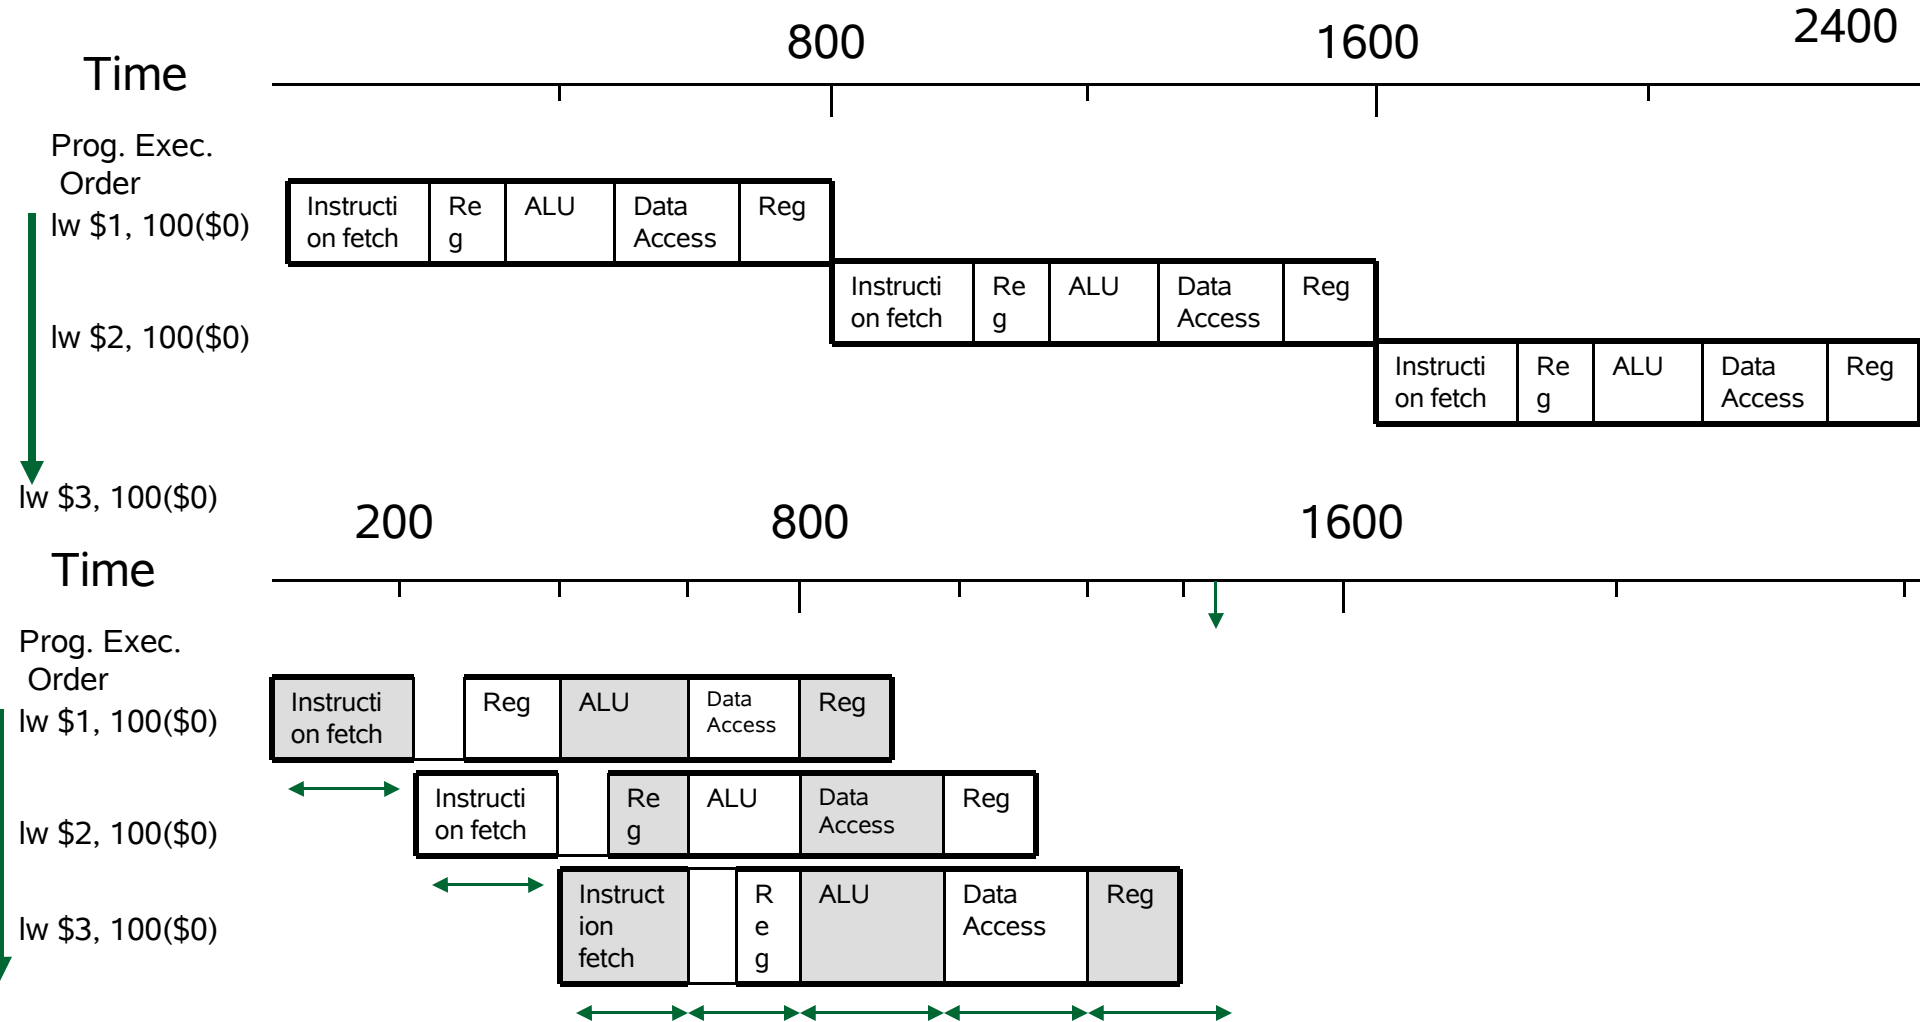 800
1600
2400
Time
Prog. Exec.
Order
lw $1, 100($0)
Instructi
on fetch
Re
g
ALU
Data
Access
Reg
lw $2, 100($0)
Instructi
on fetch
Re
g
ALU
Data
Access
Reg
Instructi
on fetch
Re
g
ALU
Data
Access
Reg
lw $3, 100($0)
200
800
1600
Time
Prog. Exec.
Order
lw $1, 100($0)
Instructi
on fetch
Reg
ALU
Data
Access
Reg
lw $2, 100($0)
Instructi
on fetch
Re
g
ALU
Data
Access
Reg
lw $3, 100($0)
Instruct
ion
fetch
R
e
g
ALU
Data
Access
Reg